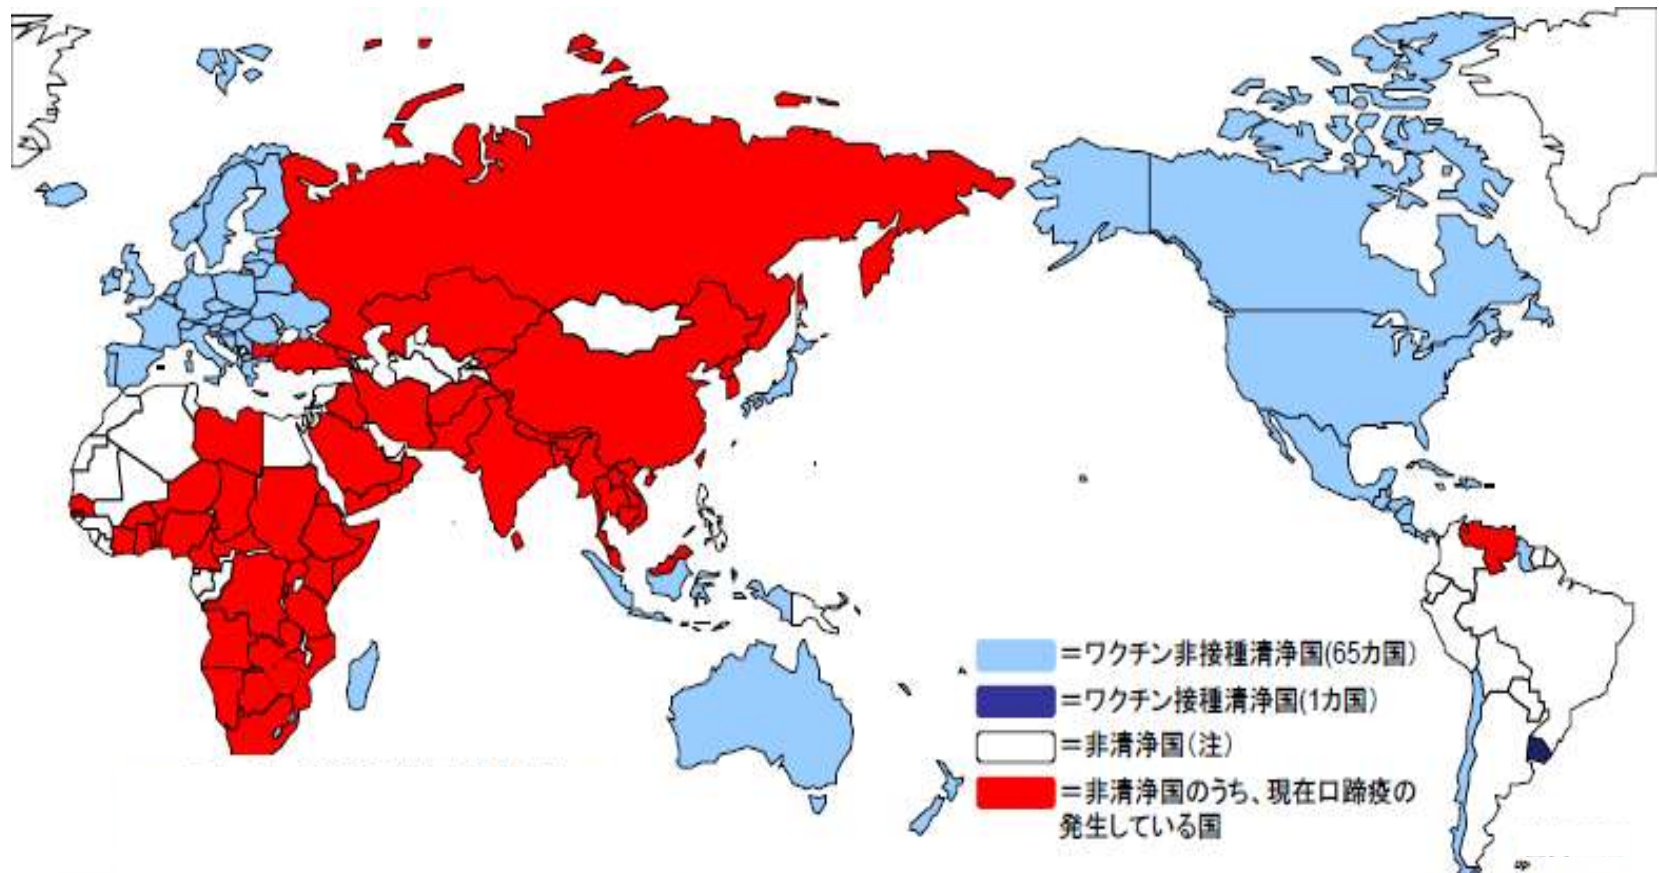 =ワクチン非接種清浄国(65カ国)
=ワクチン接種清浄国(1カ国)
=非清浄国(注)
=非清浄国のうち、現在口蹄疫の
発生している国